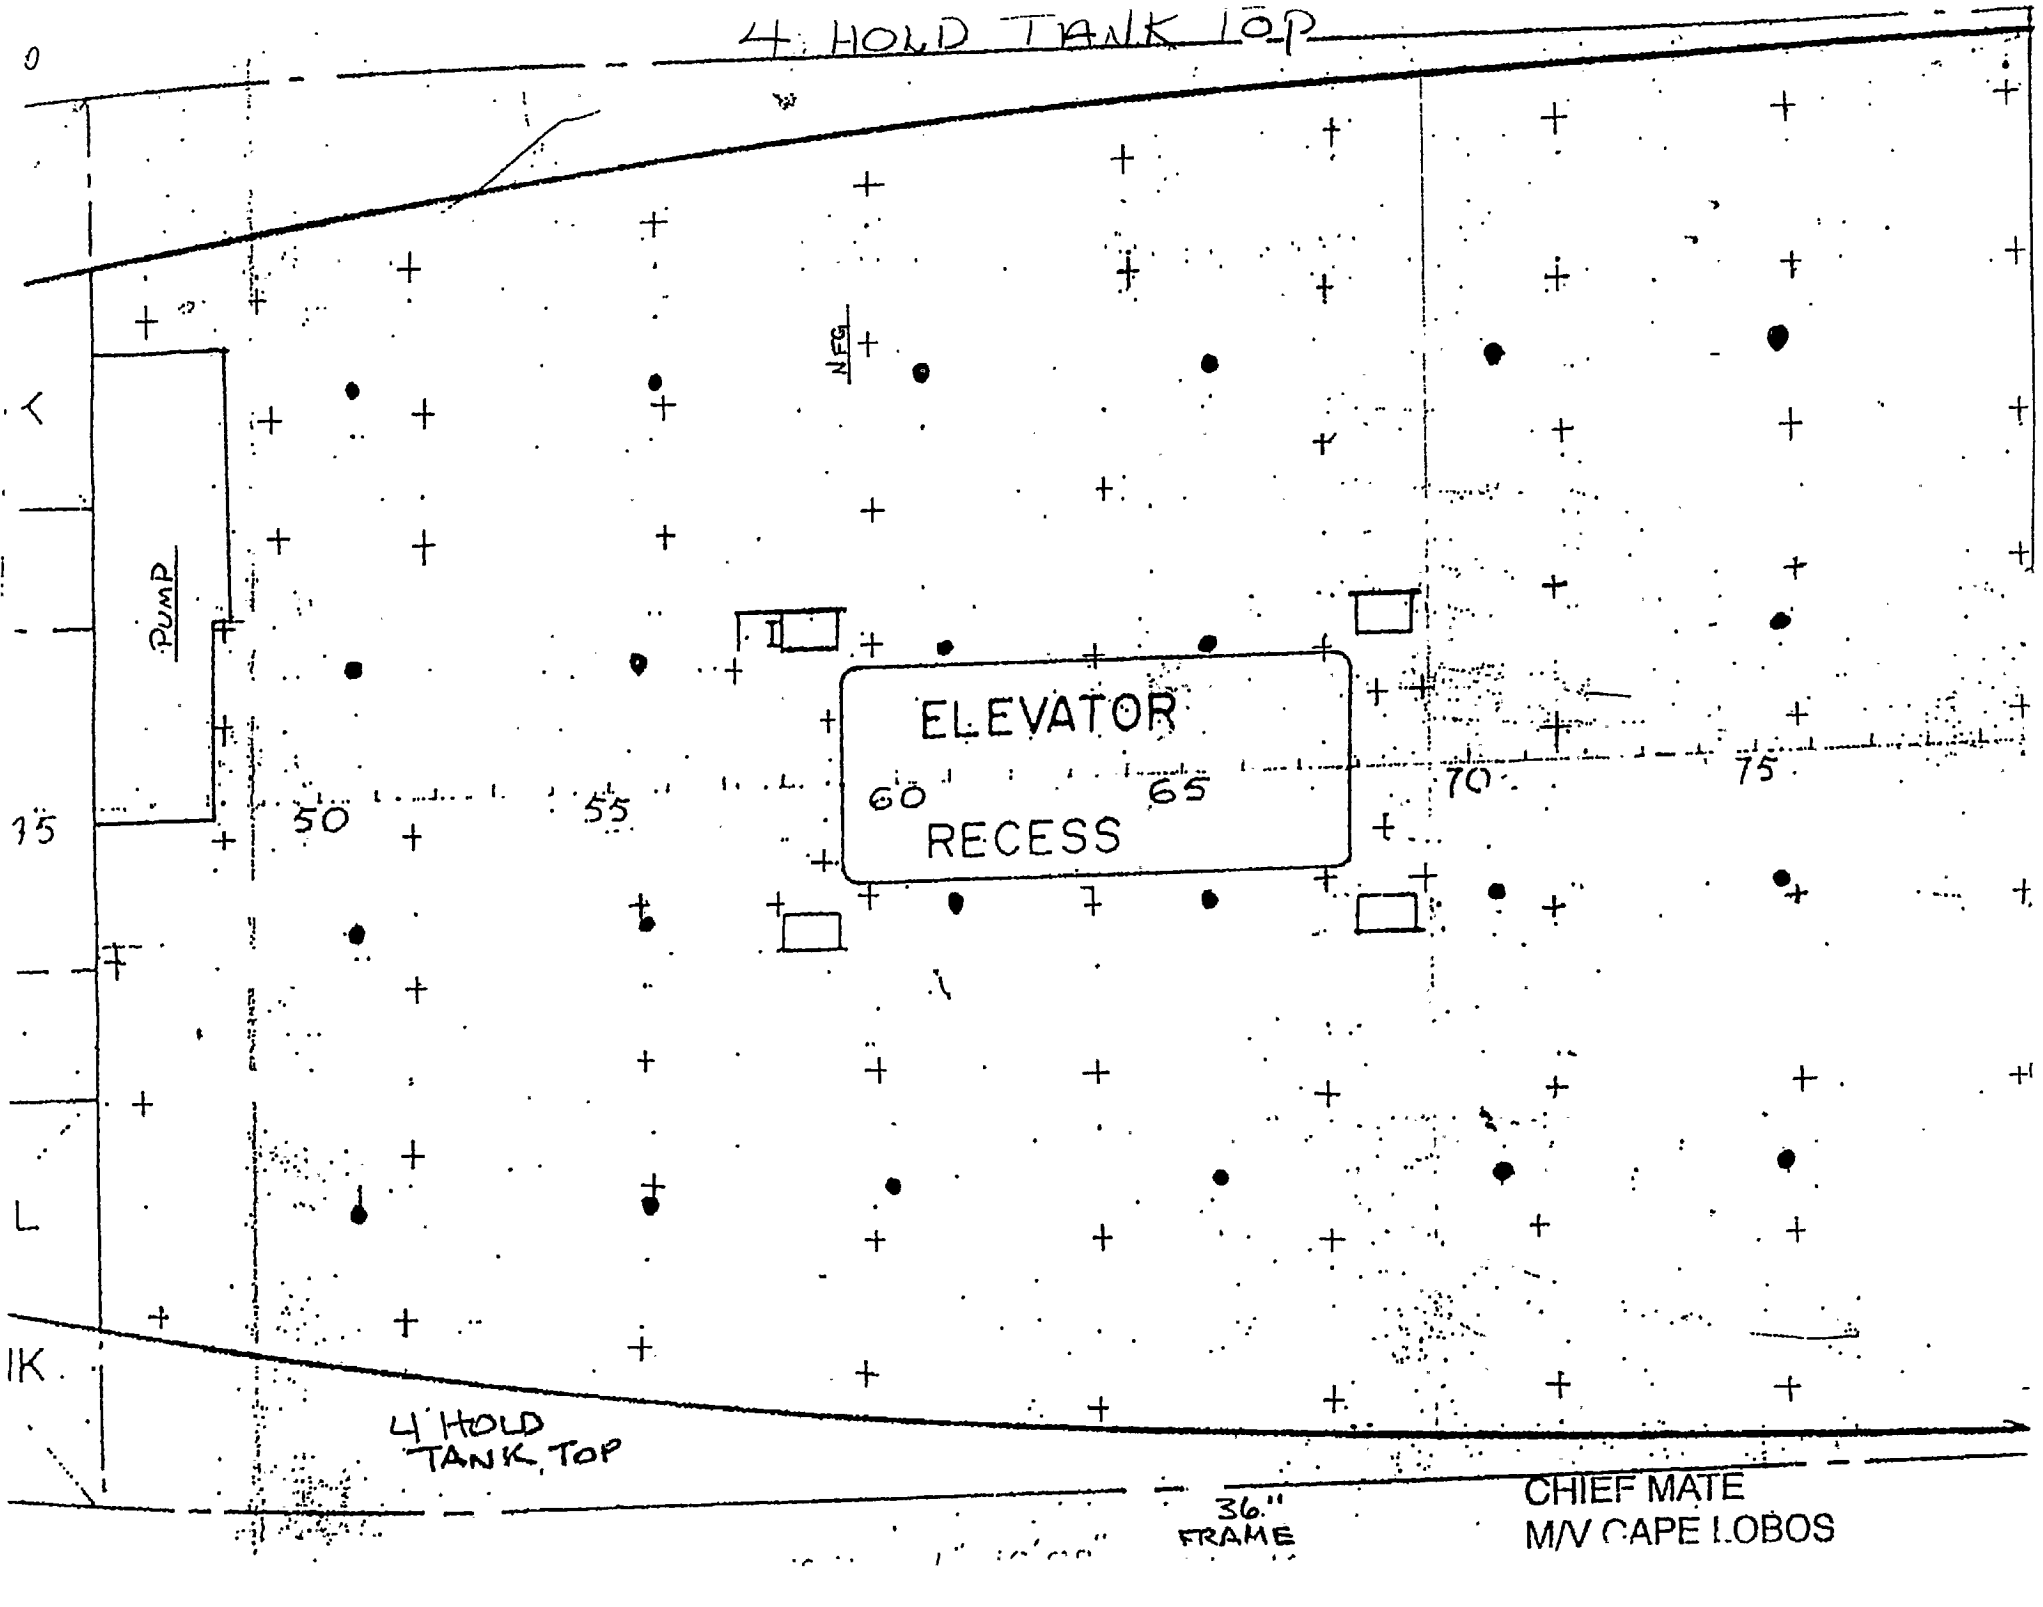 4 HOLD TANK TOP
NFG
PUMP
I
ELEVATOR
50 55 60 65 70 75
RECESS
15
L
IK
4 HOLD
TANK TOP
36"
FRAME
CHIEF MATE
M/V CAPE LOBOS